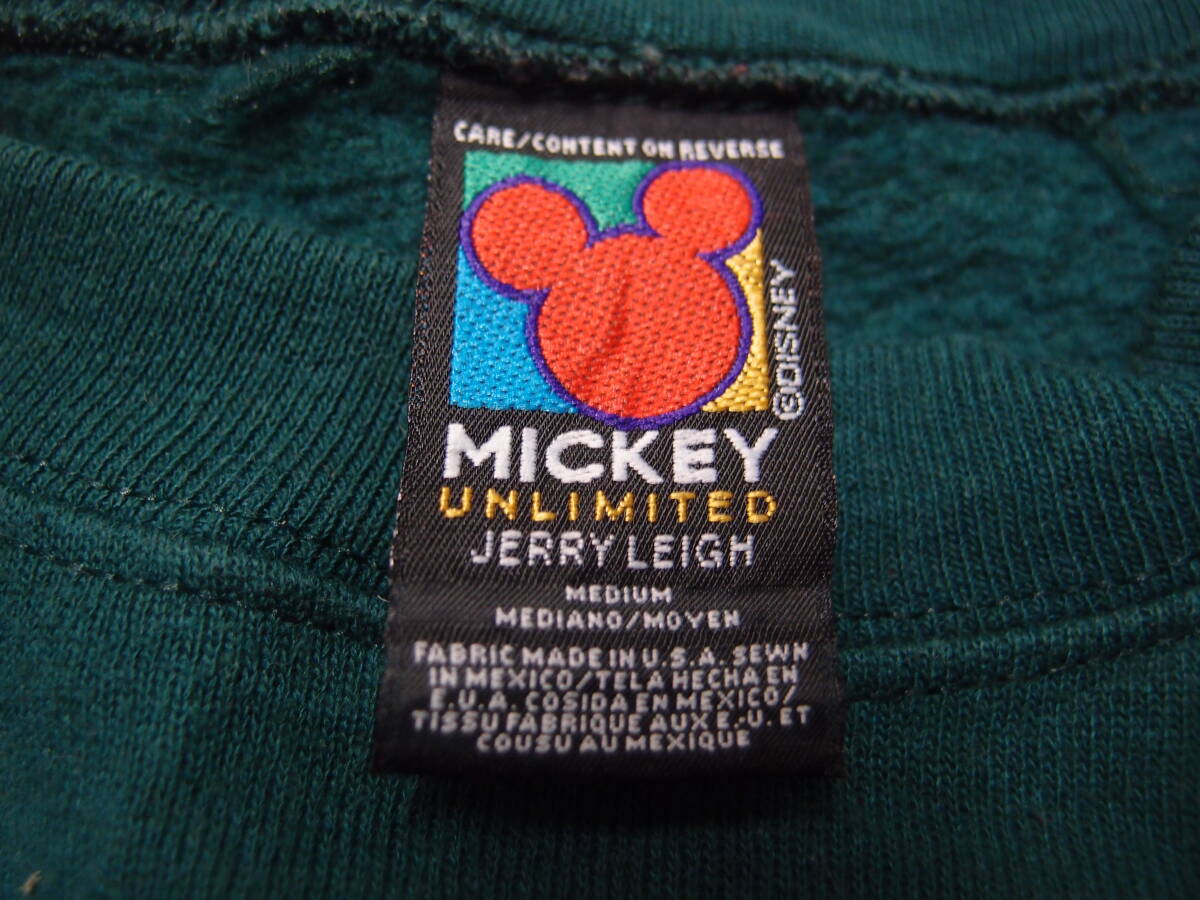 CARE/CONTENT ON REVERSE
©DISNEY
MICKEY
UNLIMITED
JERRY LEIGH
MEDIUM
MEDIANO/MOYEN
FABRIC MADE IN U.S.A. SEWN
IN MEXICO/TELA HECHA EN
E.U.A. COSIDA EN MEXICO/
TISSU FABRIQUE AUX E.-U. ET
COUSU AU MEXIQUE